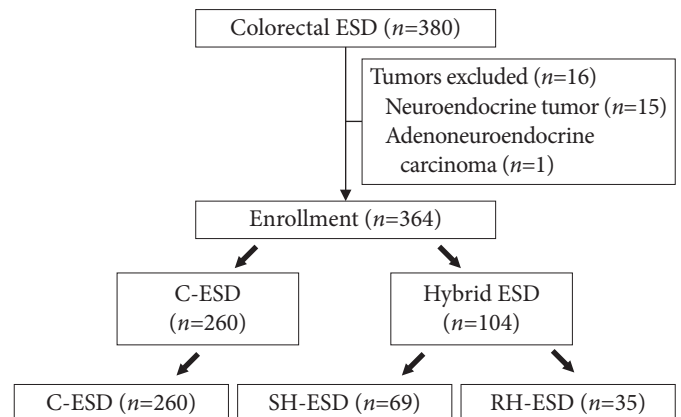 Colorectal ESD (n=380)
Tumors excluded (n=16)
Neuroendocrine tumor (n=15)
Adenoneuroendocrine
carcinoma (n=1)
Enrollment (n=364)
C-ESD
(n=260)
Hybrid ESD
(n=104)
C-ESD (n=260)
SH-ESD (n=69)
RH-ESD (n=35)